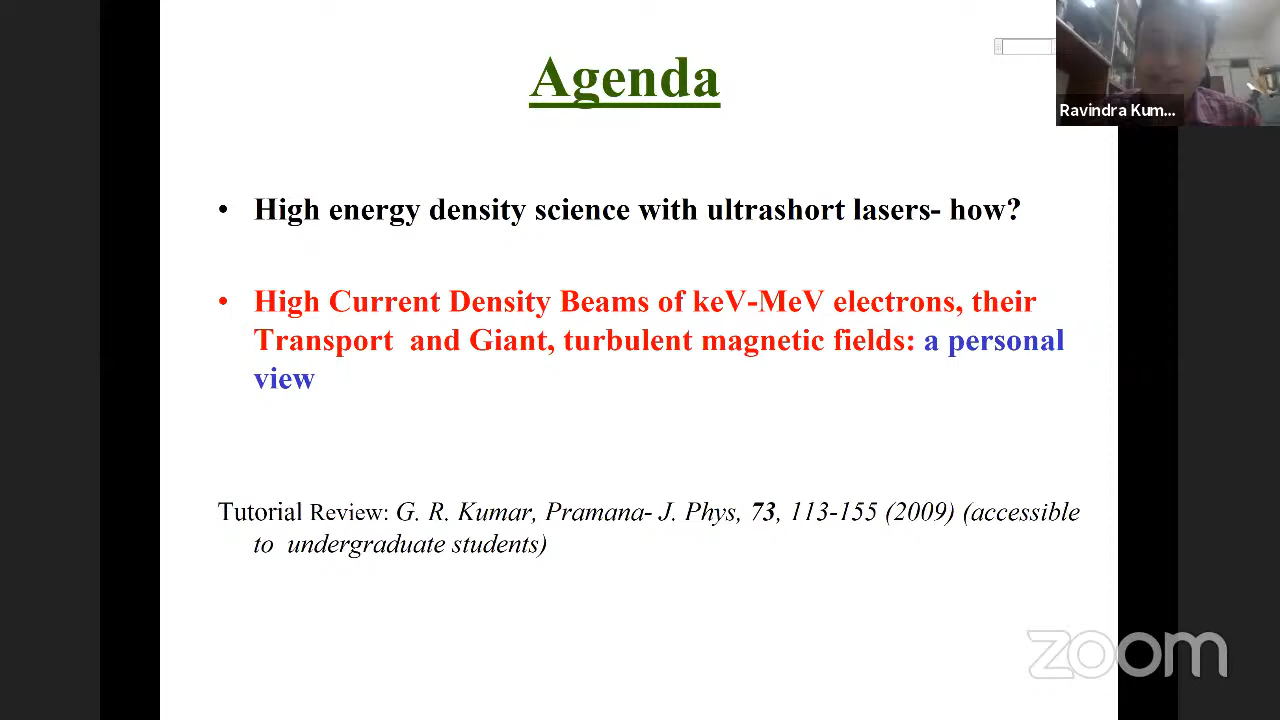 Agenda
Ravindra Kum...
• High energy density science with ultrashort lasers- how?
• High Current Density Beams of keV-MeV electrons, their
Transport and Giant, turbulent magnetic fields: a personal
view
Tutorial Review: G. R. Kumar, Pramana- J. Phys, 73, 113-155 (2009) (accessible
to undergraduate students)
zoom